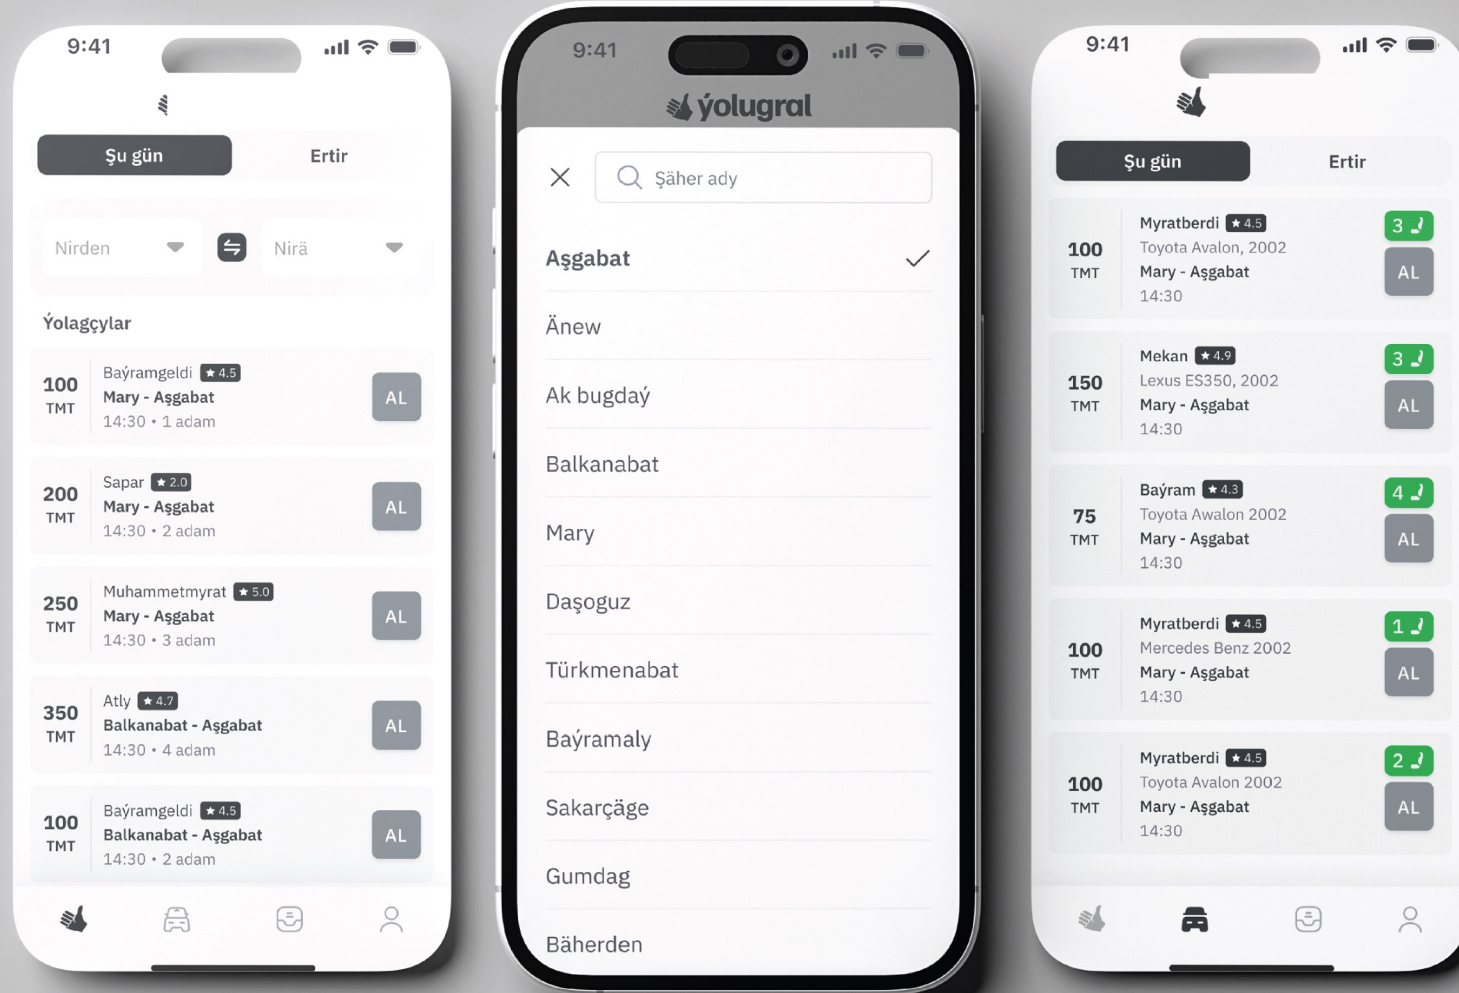 9:41
Şu gün
Ertir
Nirden
Nirä
Ýolagçylar
100
TMT
Baýramgeldi ★ 4.5
Mary - Aşgabat
14:30 • 1 adam
AL
200
TMT
Sapar ★ 2.0
Mary - Aşgabat
14:30 • 2 adam
AL
250
TMT
Muhammetmyrat ★ 5.0
Mary - Aşgabat
14:30 • 3 adam
AL
350
TMT
Atly ★ 4.7
Balkanabat - Aşgabat
14:30 • 4 adam
AL
100
TMT
Baýramgeldi ★ 4.5
Balkanabat - Aşgabat
14:30 • 2 adam
AL
9:41
ýolugral
Şäher ady
Aşgabat
Änew
Ak bugdaý
Balkanabat
Mary
Daşoguz
Türkmenabat
Baýramaly
Sakarçäge
Gumdag
Bäherden
9:41
Şu gün
Ertir
100
TMT
Myratberdi ★ 4.5
Toyota Avalon, 2002
Mary - Aşgabat
14:30
3
AL
150
TMT
Mekan ★ 4.9
Lexus ES350, 2002
Mary - Aşgabat
14:30
3
AL
75
TMT
Baýram ★ 4.3
Toyota Awalon 2002
Mary - Aşgabat
14:30
4
AL
100
TMT
Myratberdi ★ 4.5
Mercedes Benz 2002
Mary - Aşgabat
14:30
1
AL
100
TMT
Myratberdi ★ 4.5
Toyota Avalon 2002
Mary - Aşgabat
14:30
2
AL